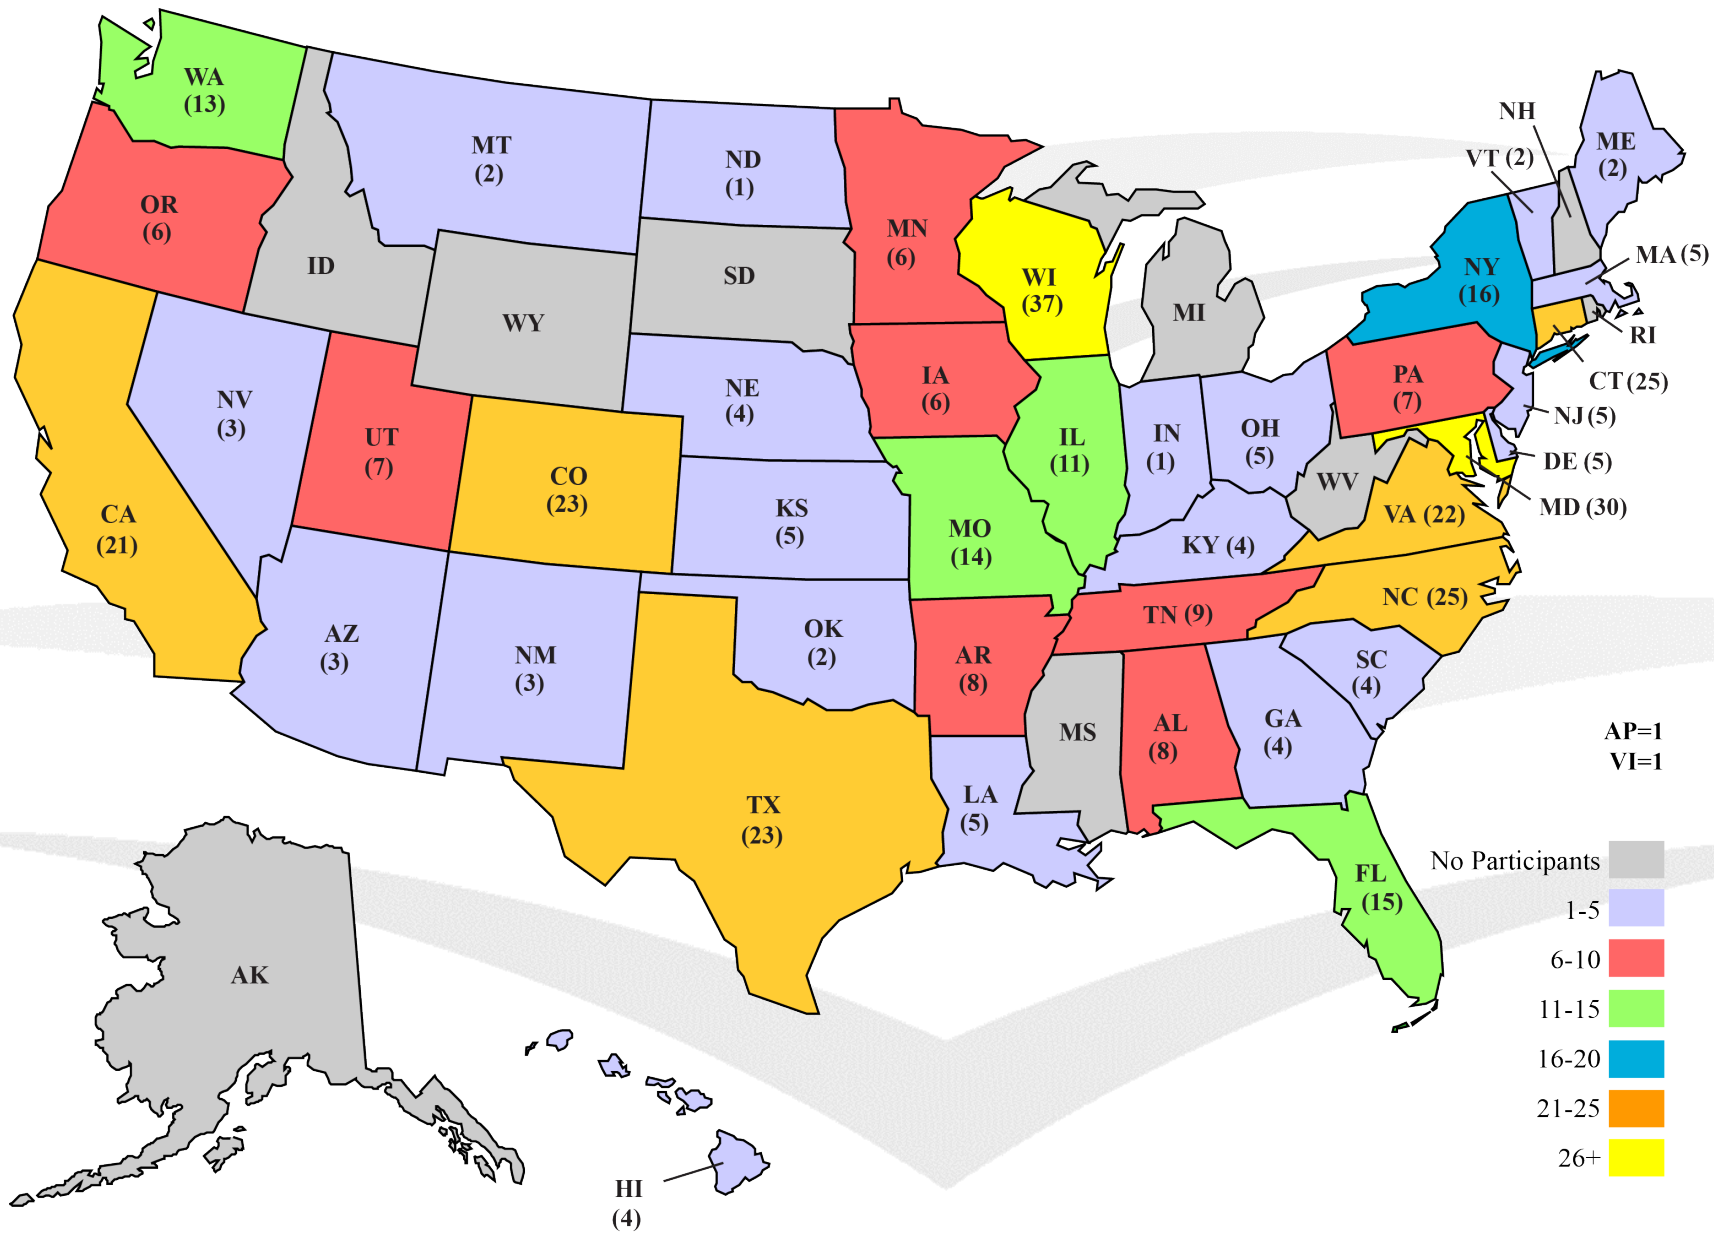 WA
(13)
OR
(6)
CA
(21)
ID
NV
(3)
MT
(2)
WY
UT
(7)
CO
(23)
AZ
(3)
NM
(3)
ND
(1)
SD
NE
(4)
KS
(5)
OK
(2)
TX
(23)
MN
(6)
IA
(6)
MO
(14)
AR
(8)
LA
(5)
WI
(37)
IL
(11)
MI
IN
(1)
OH
(5)
KY (4)
TN (9)
MS
AL
(8)
GA
(4)
FL
(15)
SC
(4)
NC (25)
VA (22)
WV
PA
(7)
NY
(16)
VT (2)
NH
ME
(2)
MA (5)
RI
CT (25)
NJ (5)
DE (5)
MD (30)
AK
HI
(4)
AP=1
VI=1
No Participants
1-5
6-10
11-15
16-20
21-25
26+